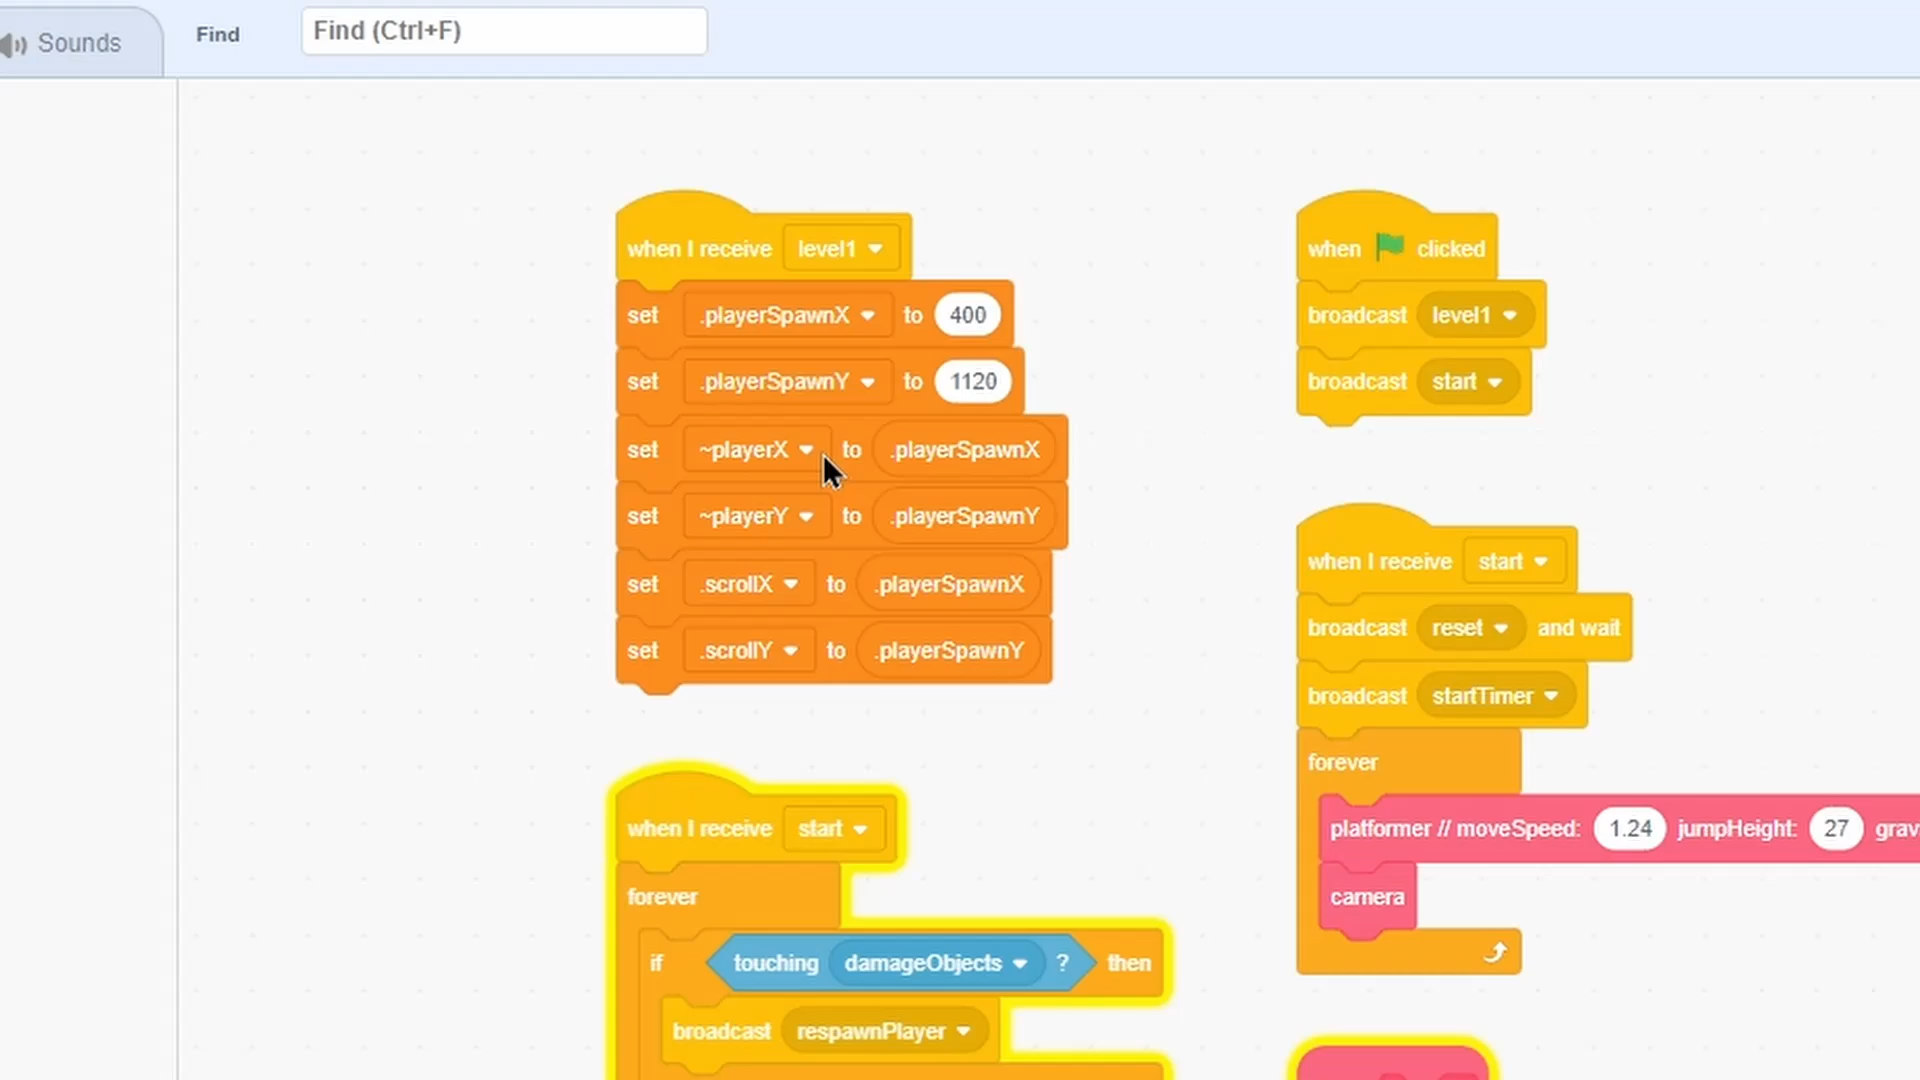 Sounds
Find
Find (Ctrl+F)
when I receive level1
set .playerSpawnX to 400
set .playerSpawnY to 1120
set ~playerX to .playerSpawnX
set ~playerY to .playerSpawnY
set .scrollX to .playerSpawnX
set .scrollY to .playerSpawnY
when I receive start
forever
if touching damageObjects ? then
broadcast respawnPlayer
when clicked
broadcast level1
broadcast start
when I receive start
broadcast reset and wait
broadcast startTimer
forever
platformer // moveSpeed: 1.24 jumpHeight: 27 grav
camera